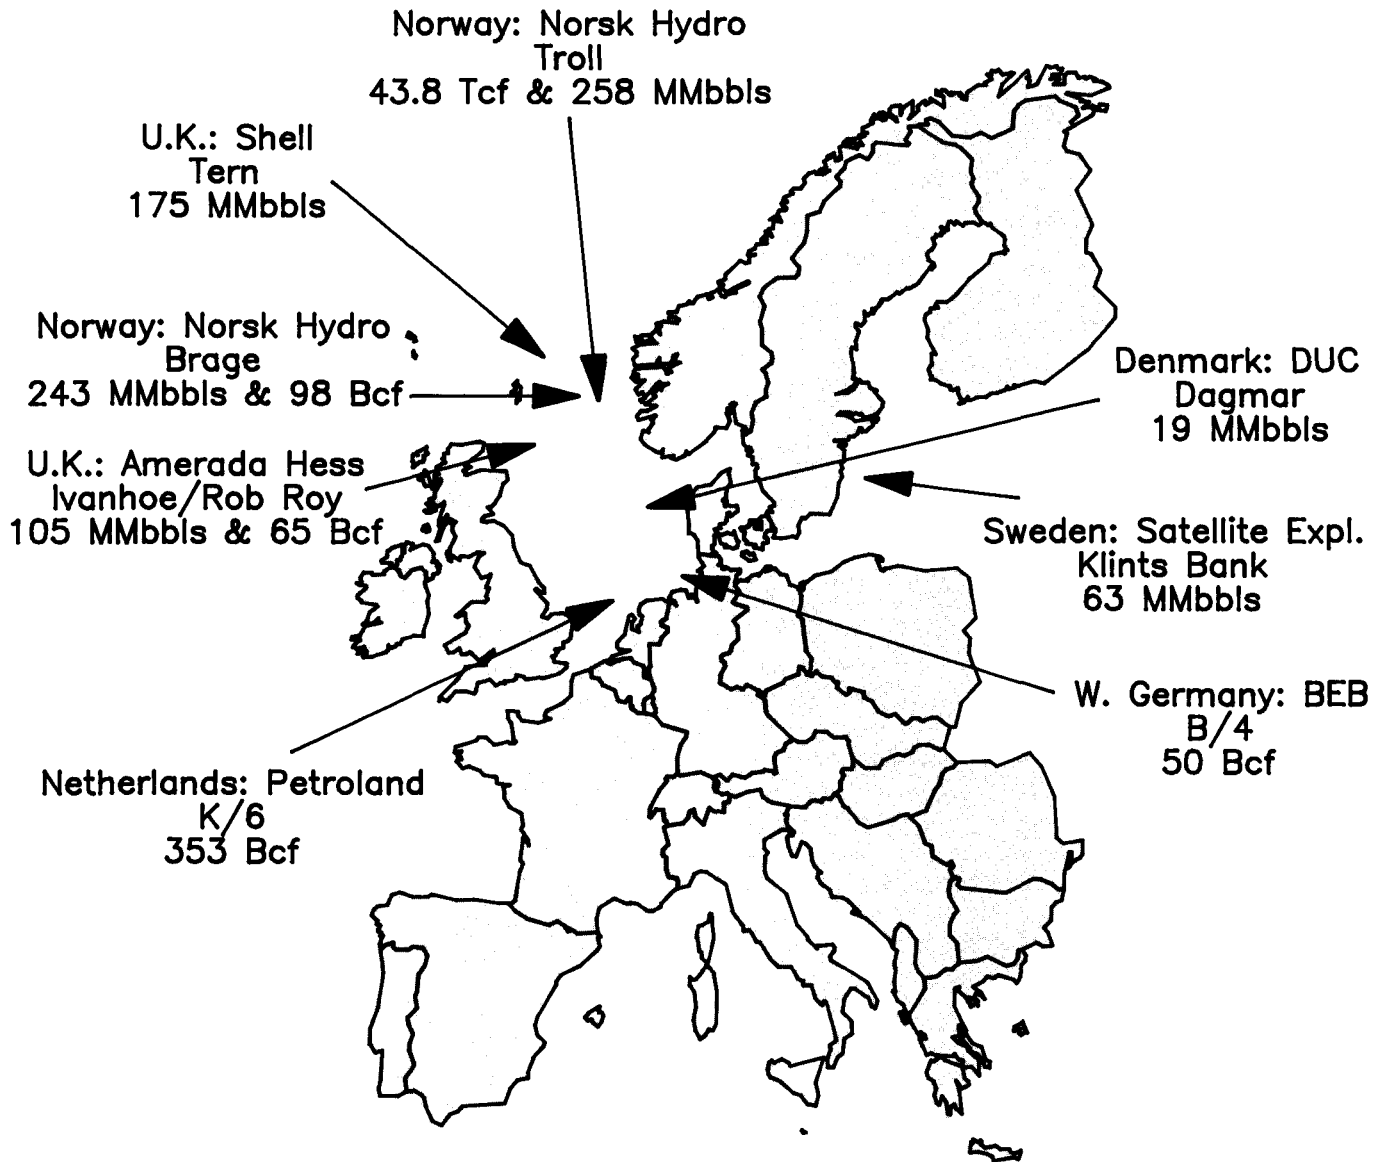 Norway: Norsk Hydro
Troll
43.8 Tcf & 258 MMbbls
U.K.: Shell
Tern
175 MMbbls
Norway: Norsk Hydro
Brage
243 MMbbls & 98 Bcf
Denmark: DUC
Dagmar
19 MMbbls
U.K.: Amerada Hess
Ivanhoe/Rob Roy
105 MMbbls & 65 Bcf
Sweden: Satellite Expl.
Klints Bank
63 MMbbls
W. Germany: BEB
B/4
50 Bcf
Netherlands: Petroland
K/6
353 Bcf